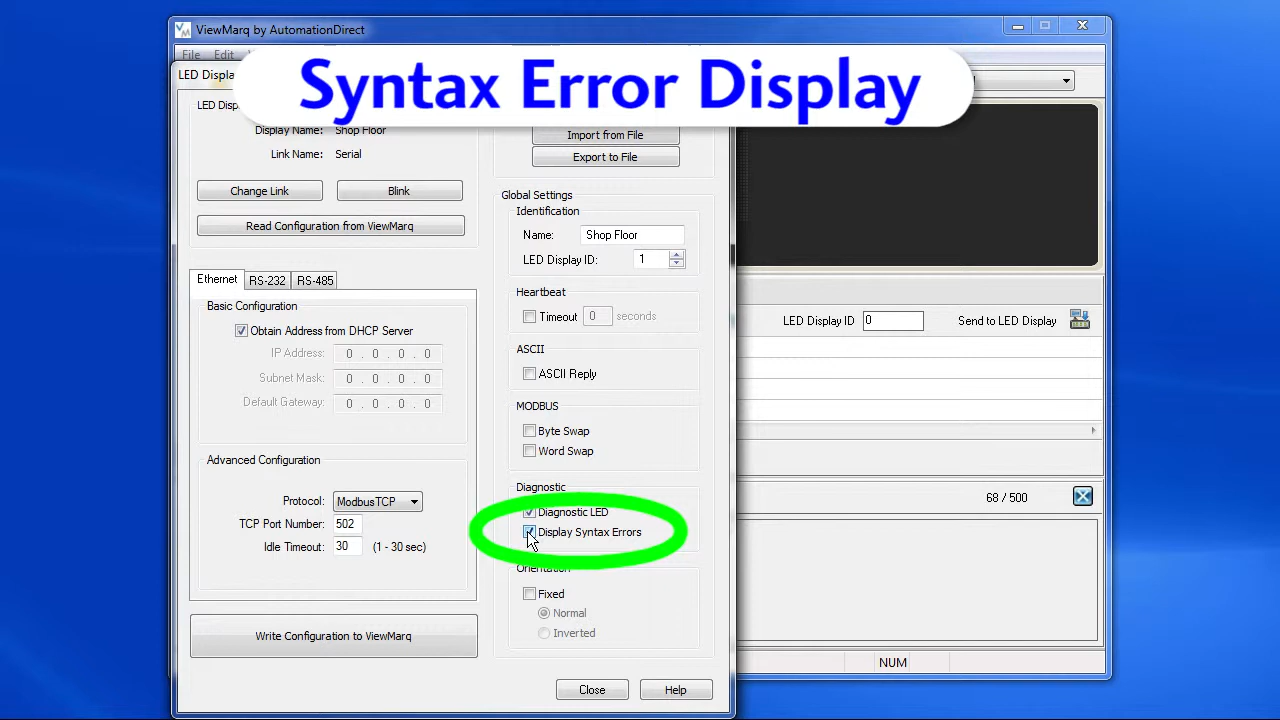 ViewMarq by AutomationDirect
File Edit
Syntax Error Display
LED Displa
LED Disp
Display Name: Shop Floor
Link Name: Serial
Change Link
Blink
Read Configuration from ViewMarq
Ethernet RS-232 RS-485
Basic Configuration
Obtain Address from DHCP Server
IP Address: 0 . 0 . 0 . 0
Subnet Mask: 0 . 0 . 0 . 0
Default Gateway: 0 . 0 . 0 . 0
Advanced Configuration
Protocol: ModbusTCP
TCP Port Number: 502
Idle Timeout: 30 (1 - 30 sec)
Write Configuration to ViewMarq
Import from File
Export to File
Global Settings
Identification
Name: Shop Floor
LED Display ID: 1
Heartbeat
Timeout 0 seconds
ASCII
ASCII Reply
MODBUS
Byte Swap
Word Swap
Diagnostic
Diagnostic LED
Display Syntax Errors
Orientation
Fixed
Normal
Inverted
Close
Help
LED Display ID 0 Send to LED Display
68 / 500
NUM